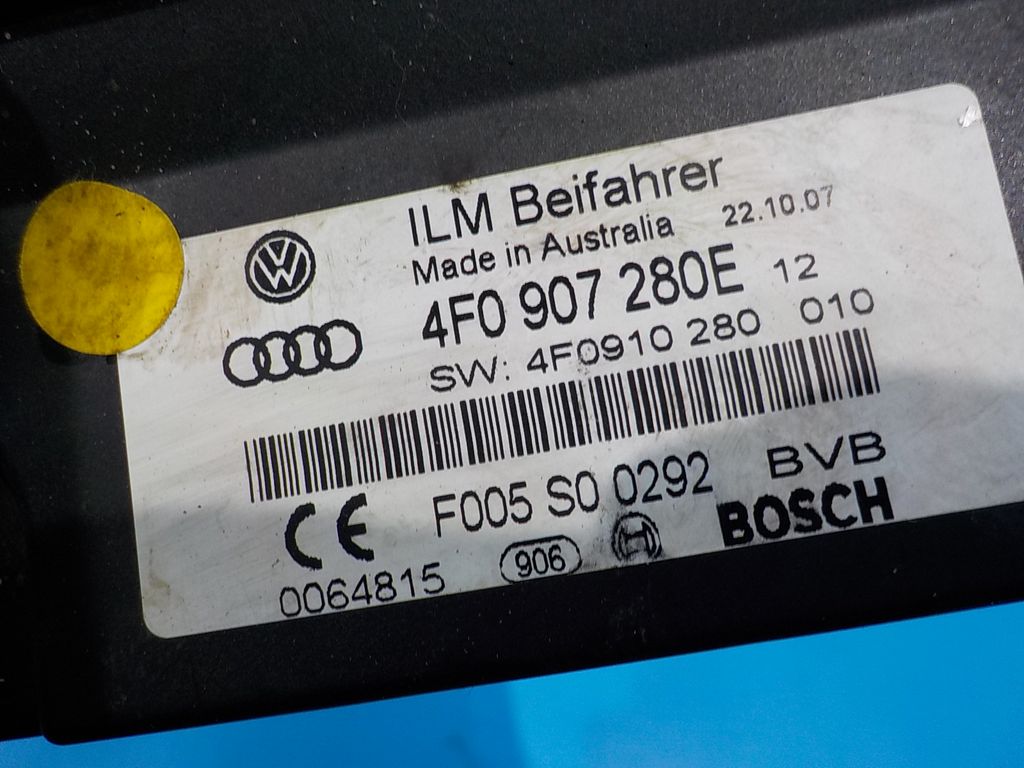 ILM Beifahrer
Made in Australia 22.10.07
4F0 907 280E 12
SW: 4F0910 280 010
F005 S0 0292 BVB
CE
0064815 906 BOSCH